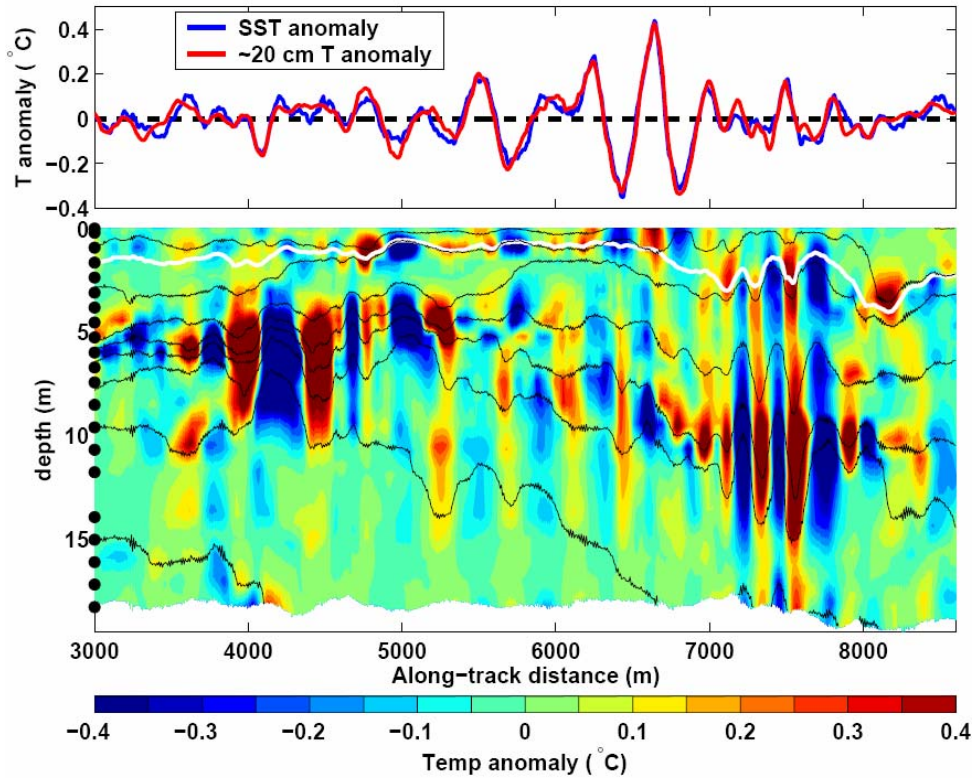 T anomaly (°C)
0.4
0.2
0
−0.2
−0.4
SST anomaly
~20 cm T anomaly
depth (m)
0
5
10
15
3000 4000 5000 6000 7000 8000
Along−track distance (m)
−0.4 −0.3 −0.2 −0.1 0 0.1 0.2 0.3 0.4
Temp anomaly (°C)